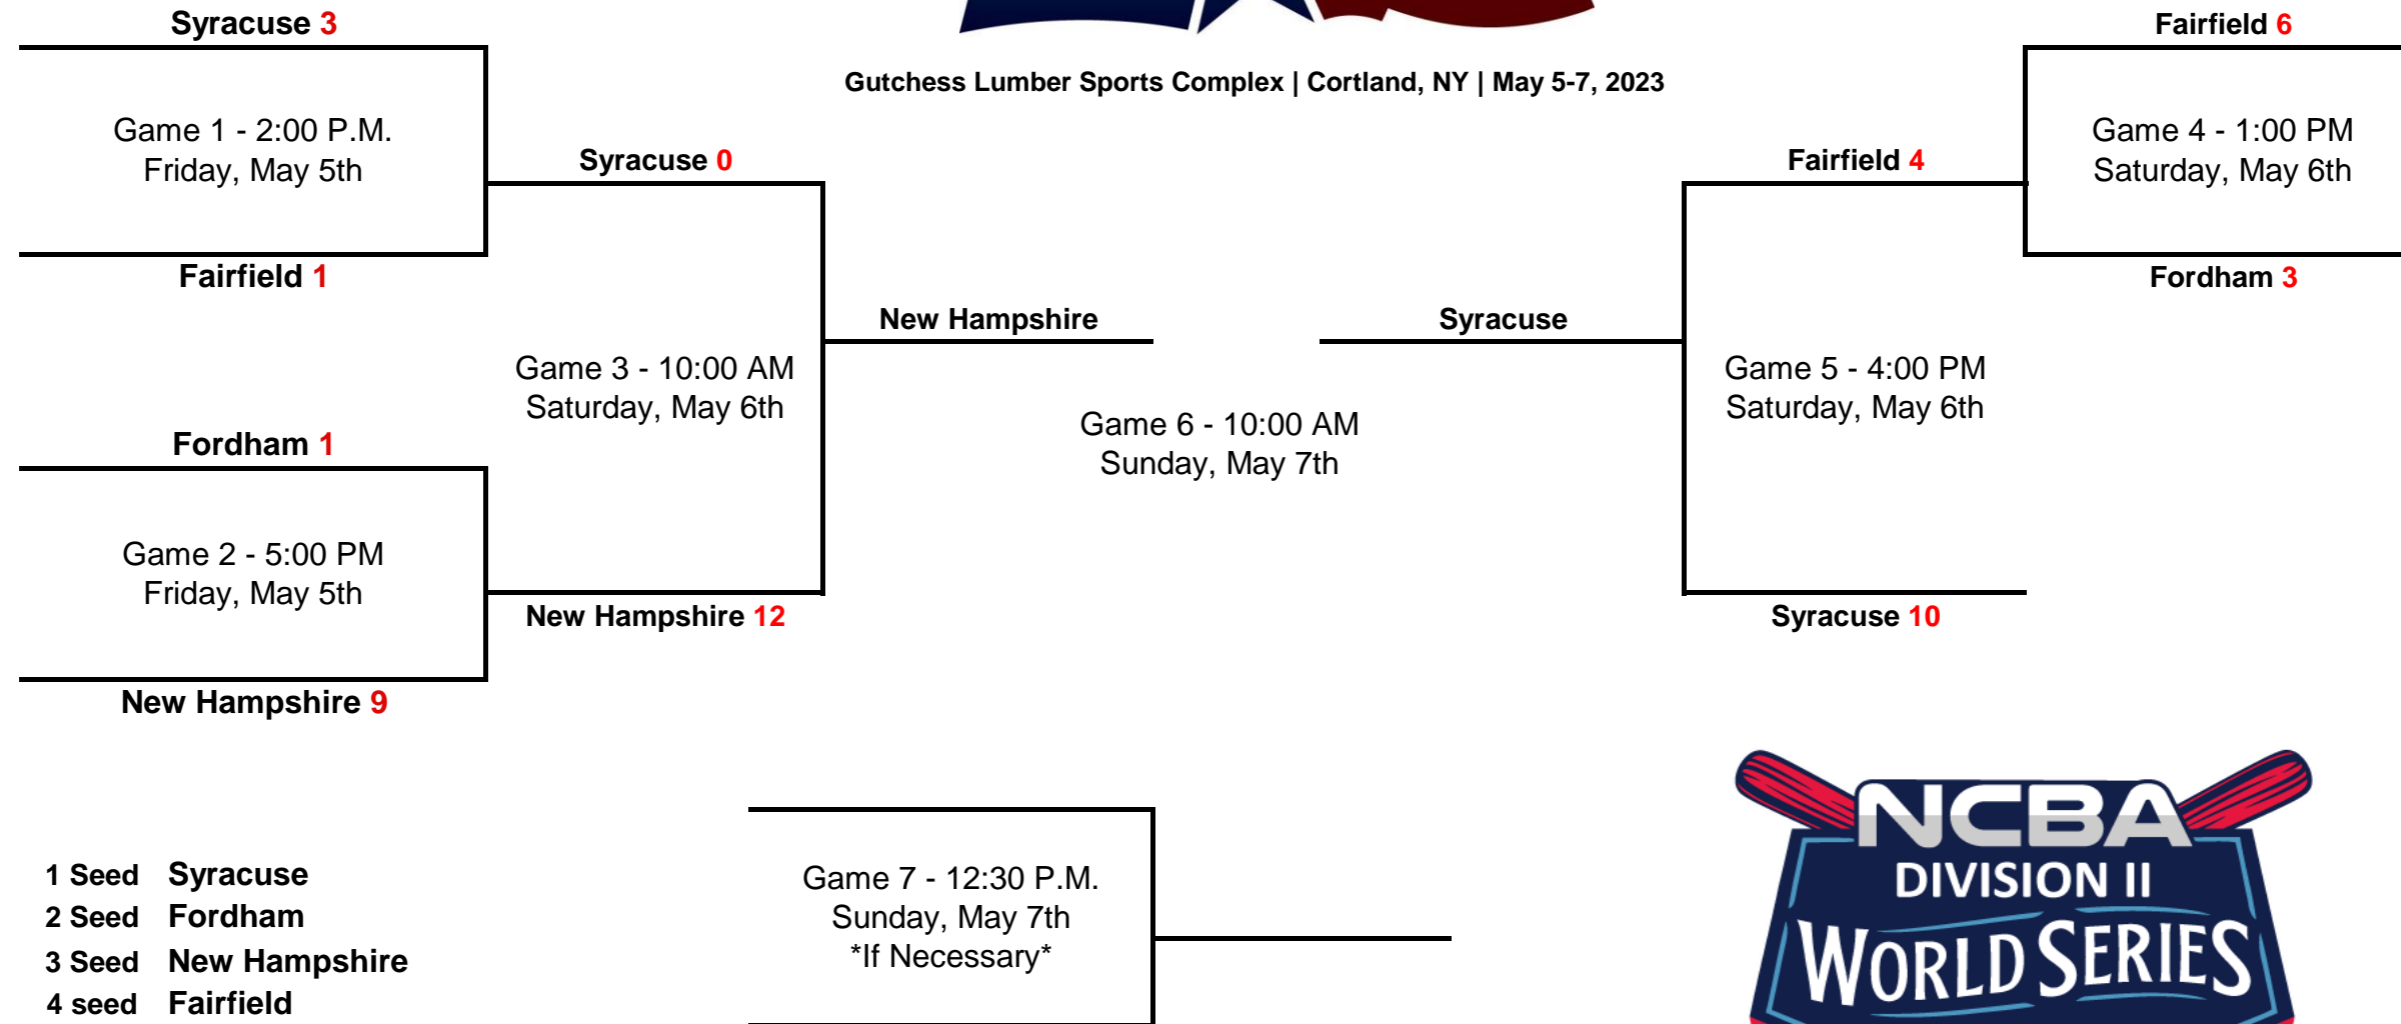 Syracuse 3
Fairfield 6
Gutchess Lumber Sports Complex | Cortland, NY | May 5-7, 2023
Game 1 - 2:00 P.M.
Friday, May 5th
Game 4 - 1:00 PM
Saturday, May 6th
Syracuse 0
Fairfield 4
Fairfield 1
Fordham 3
New Hampshire
Syracuse
Game 3 - 10:00 AM
Saturday, May 6th
Game 5 - 4:00 PM
Saturday, May 6th
Game 6 - 10:00 AM
Sunday, May 7th
Fordham 1
Game 2 - 5:00 PM
Friday, May 5th
New Hampshire 12
Syracuse 10
New Hampshire 9
Game 7 - 12:30 P.M.
Sunday, May 7th
*If Necessary*
1 Seed Syracuse
2 Seed Fordham
3 Seed New Hampshire
4 seed Fairfield
NCBA
DIVISION II
WORLD SERIES